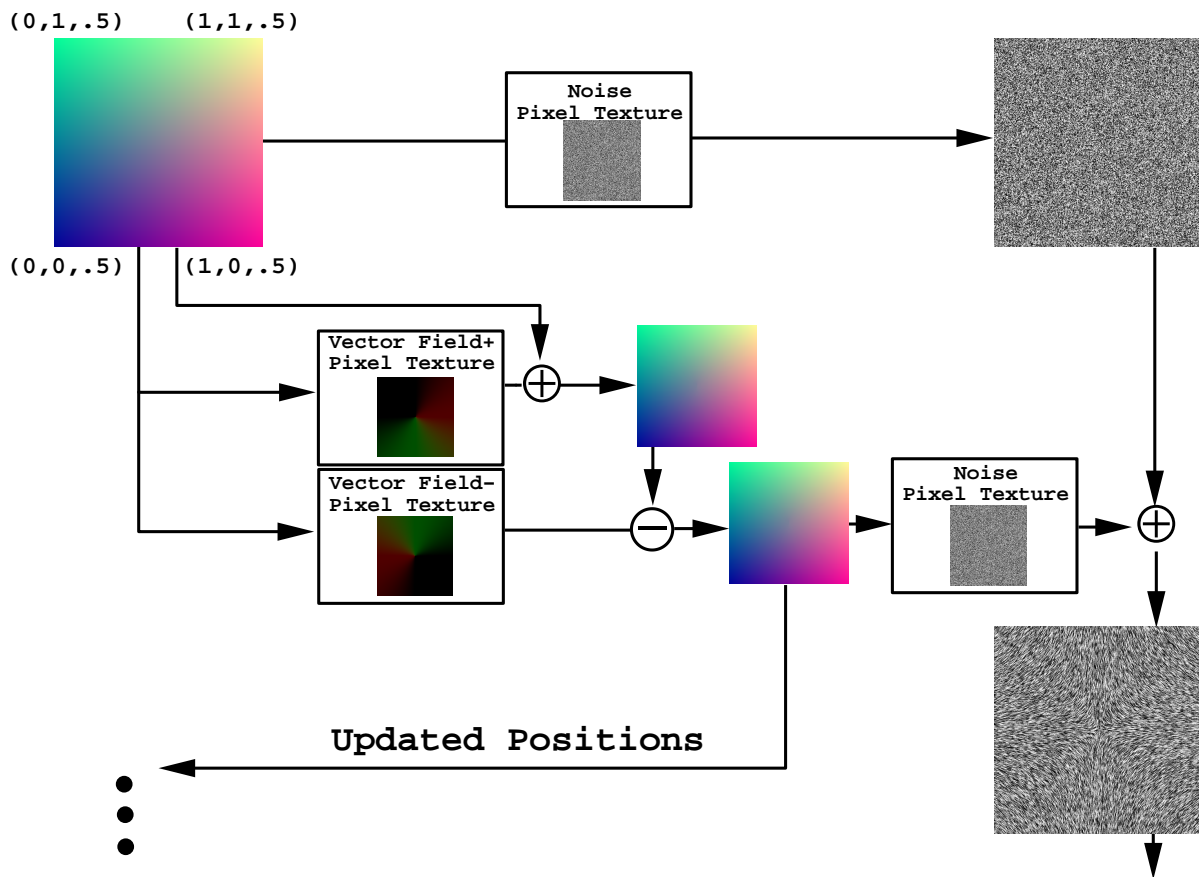 (0,1,.5) (1,1,.5)
Noise
Pixel Texture
(0,0,.5) (1,0,.5)
Vector Field+
Pixel Texture
Vector Field-
Pixel Texture
Noise
Pixel Texture
Updated Positions